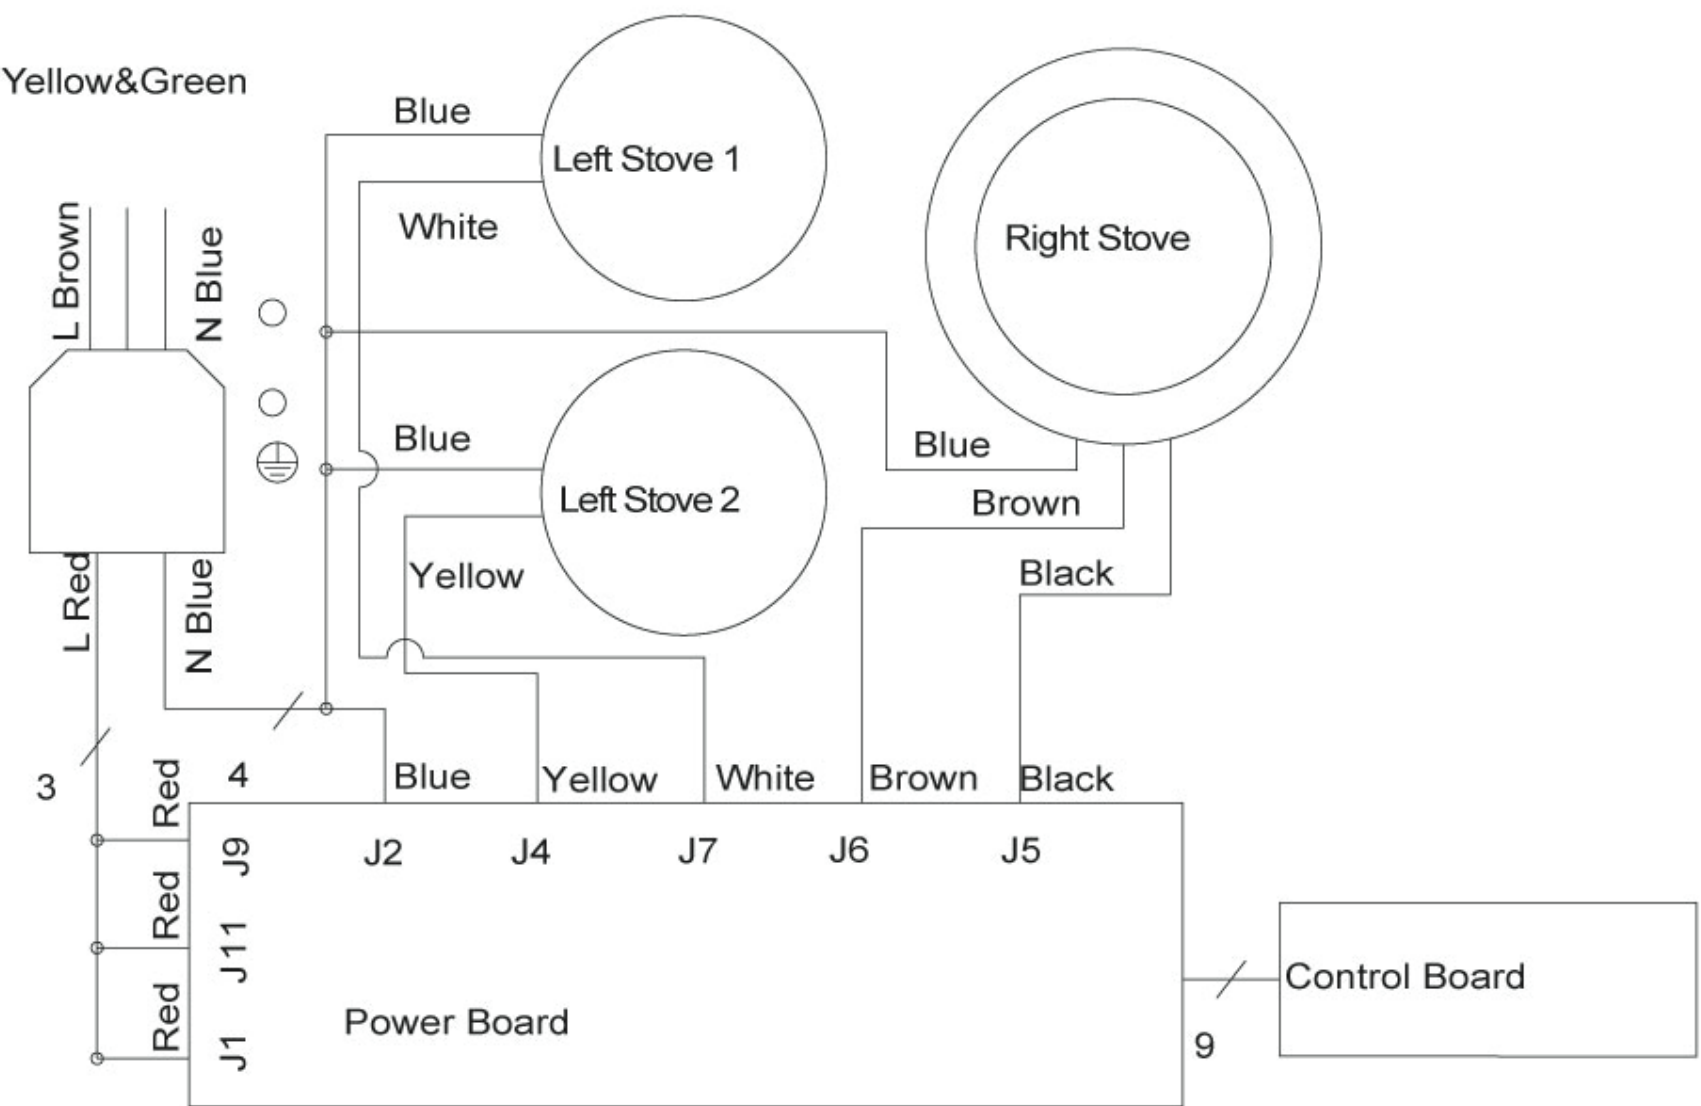 Yellow&Green
Blue
Left Stove 1
White
Right Stove
L Brown
N Blue
Blue
Left Stove 2
Blue
Brown
Yellow
Black
L Red
N Blue
3
4
Red
Blue
Yellow
White
Brown
Black
J9
J2
J4
J7
J6
J5
Red
J11
Red
J1
Power Board
Control Board
9